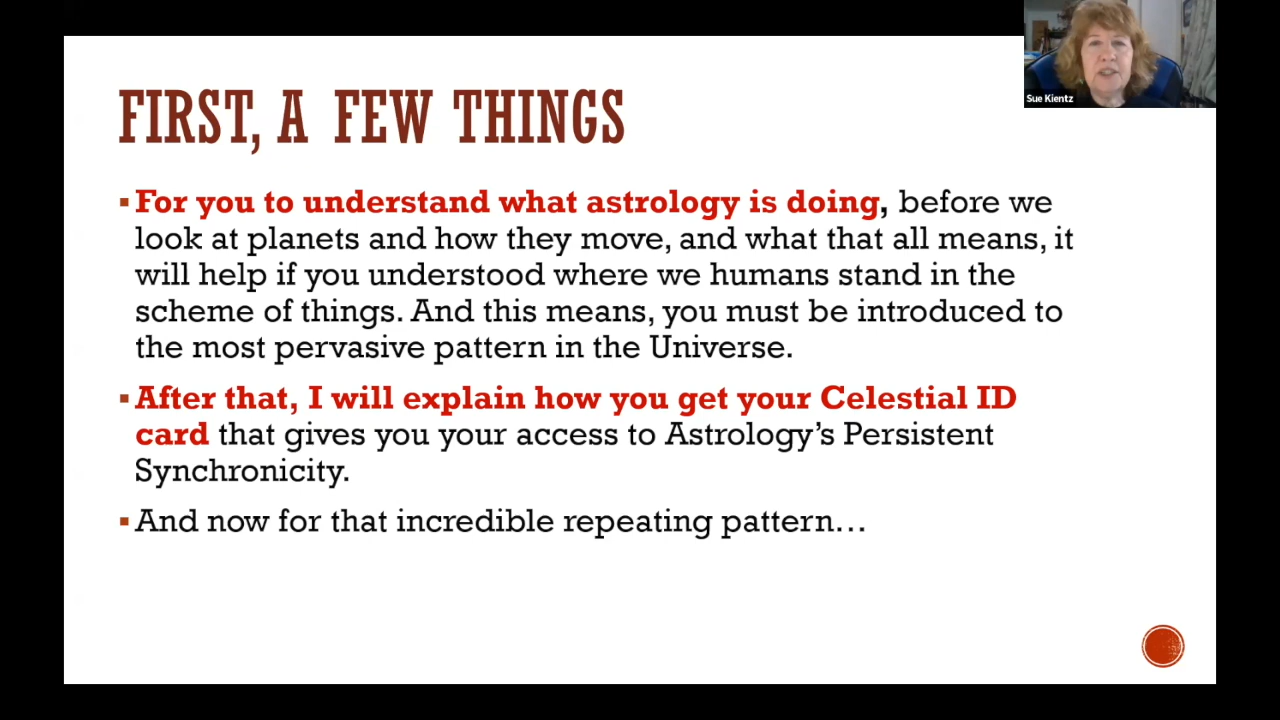 Sue Kientz
FIRST, A FEW THINGS
▪For you to understand what astrology is doing, before we
look at planets and how they move, and what that all means, it
will help if you understood where we humans stand in the
scheme of things. And this means, you must be introduced to
the most pervasive pattern in the Universe.
▪After that, I will explain how you get your Celestial ID
card that gives you your access to Astrology’s Persistent
Synchronicity.
▪And now for that incredible repeating pattern…